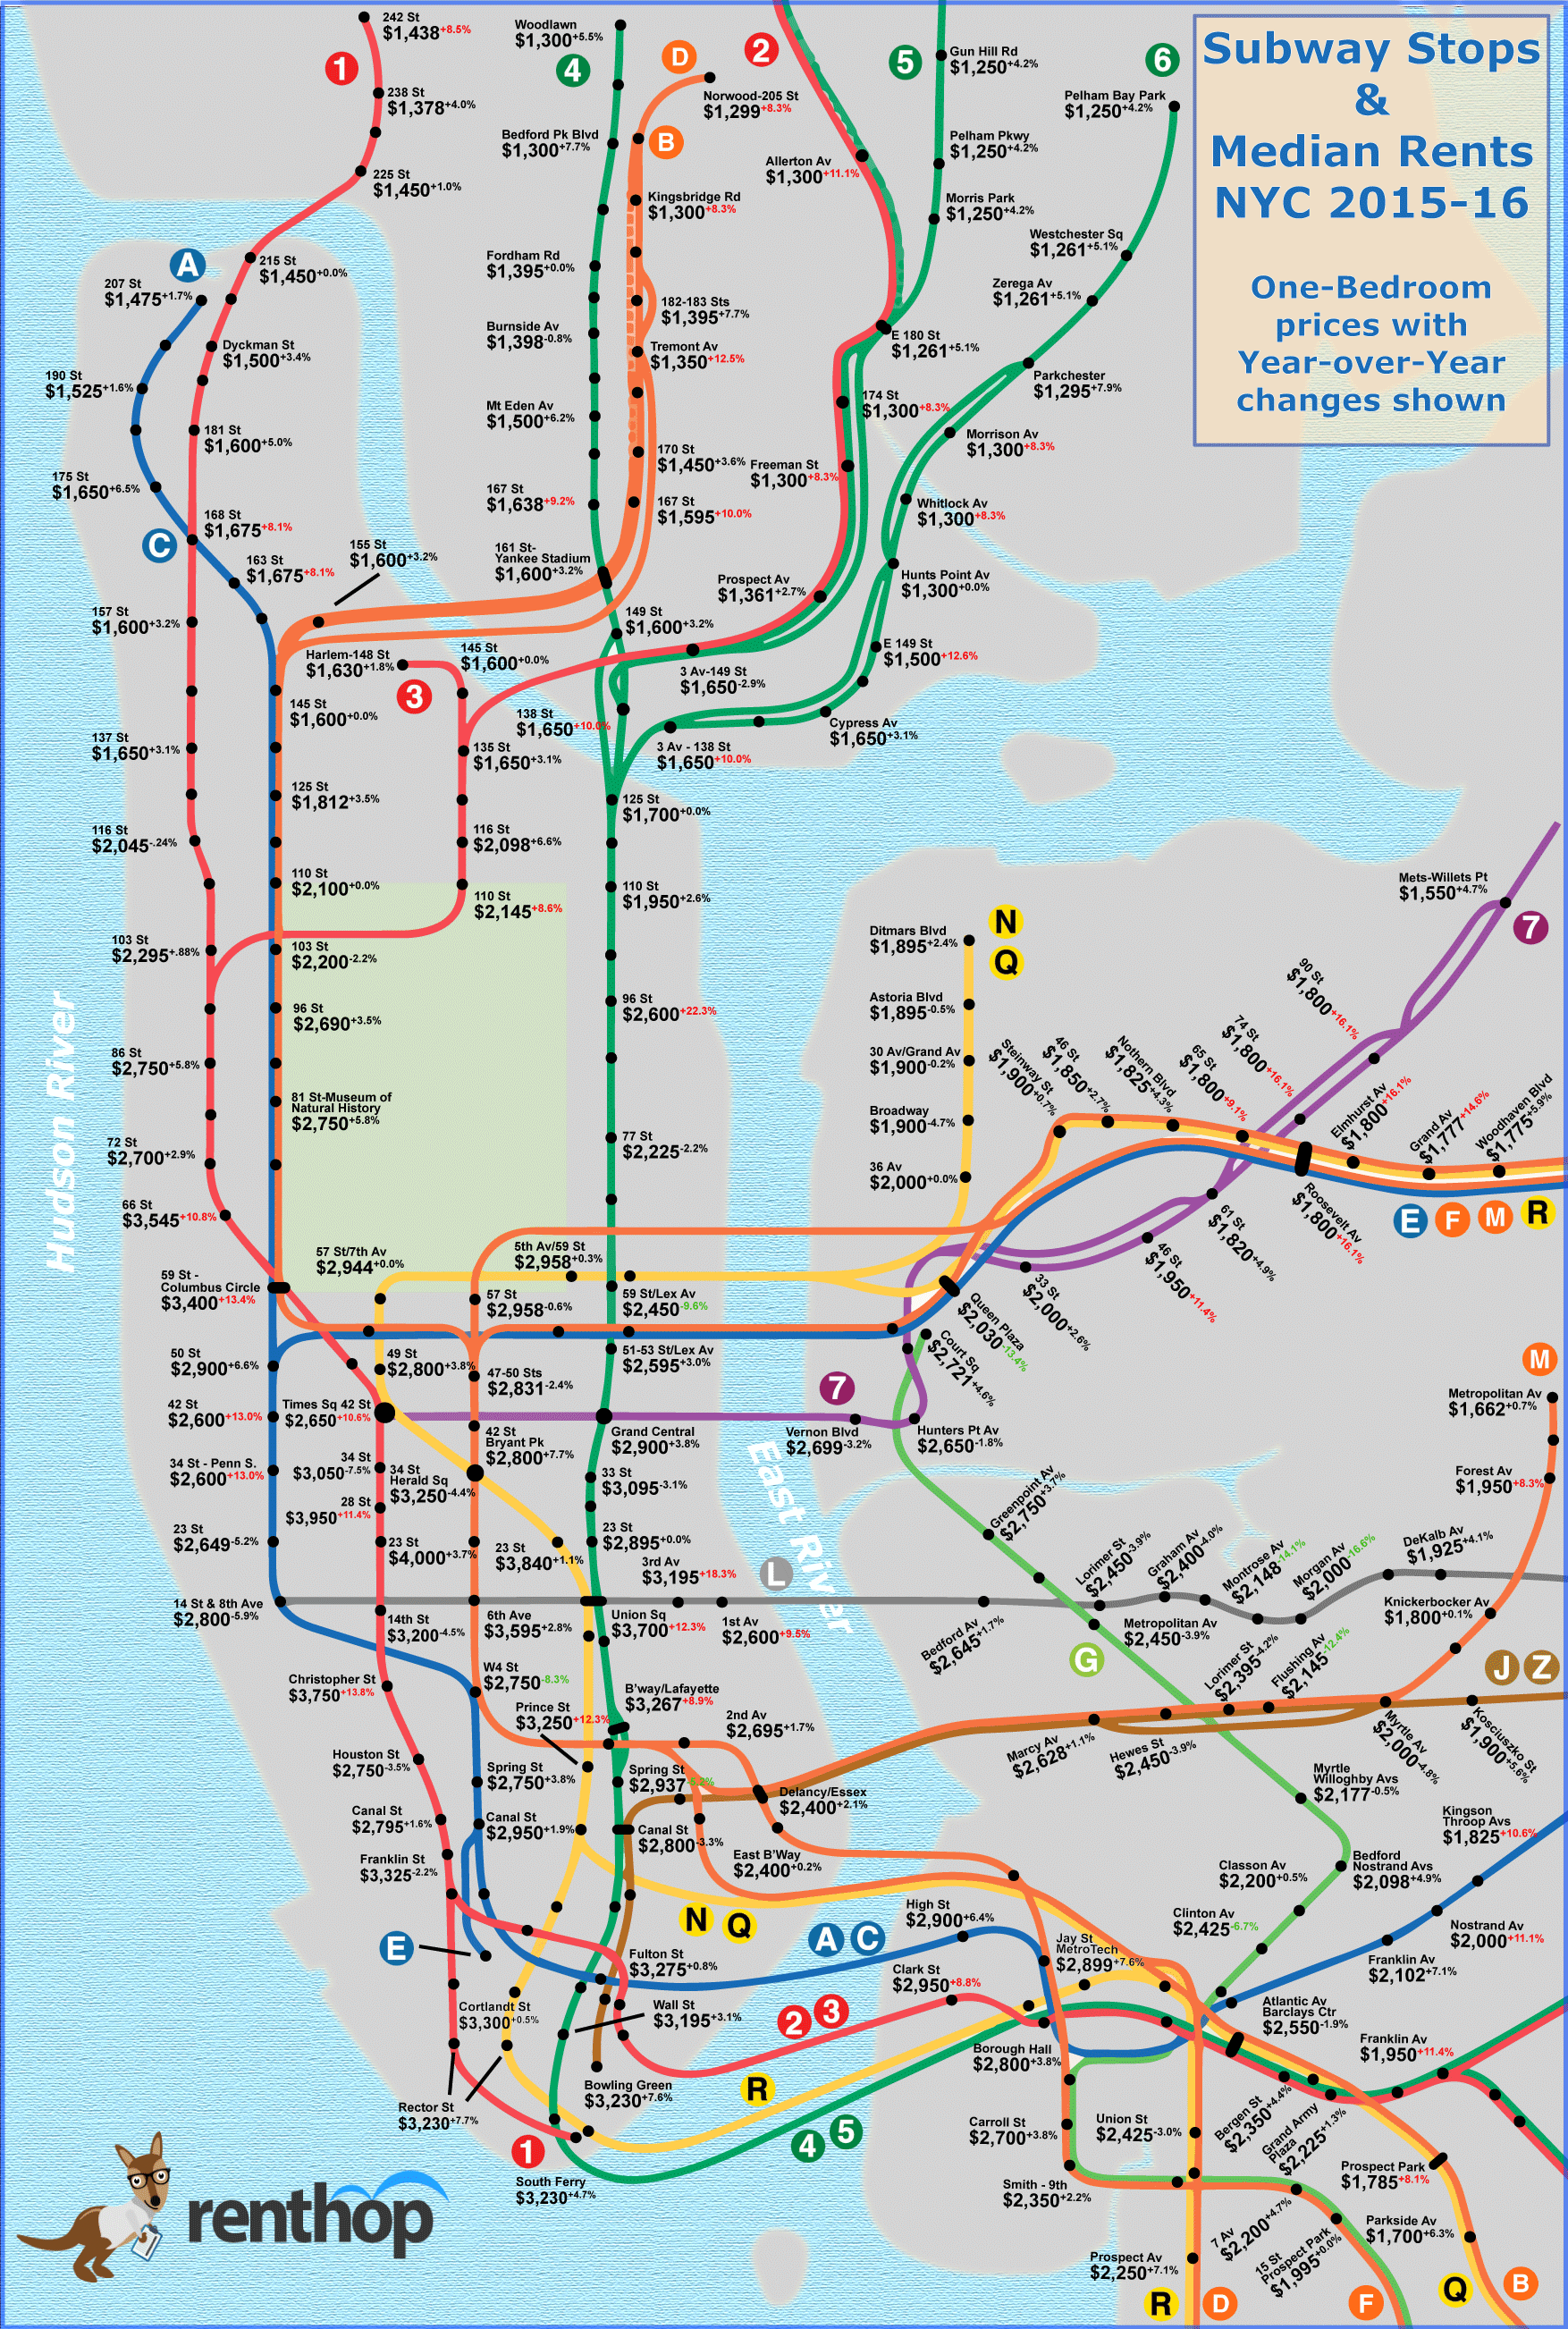 Subway Stops
&
Median Rents
NYC 2015-16
One-Bedroom
prices with
Year-over-Year
changes shown
242 St
$1,438+8.5%
1
238 St
$1,378+4.0%
225 St
$1,450+1.0%
215 St
$1,450+0.0%
A
207 St
$1,475+1.7%
Dyckman St
$1,500+3.4%
190 St
$1,525+1.6%
181 St
$1,600+5.0%
175 St
$1,650+6.5%
168 St
$1,675+8.1%
C
163 St
$1,675+8.1%
155 St
$1,600+3.2%
157 St
$1,600+3.2%
Woodlawn
$1,300+5.5%
4
Bedford Pk Blvd
$1,300+7.7%
Fordham Rd
$1,395+0.0%
Burnside Av
$1,398-0.8%
Mt Eden Av
$1,500+6.2%
167 St
$1,638+9.2%
161 St-
Yankee Stadium
$1,600+3.2%
149 St
$1,600+3.2%
D
Norwood-205 St
$1,299+8.3%
B
Kingsbridge Rd
$1,300+8.3%
182-183 Sts
$1,395+7.7%
Tremont Av
$1,350+12.5%
170 St
$1,450+3.6%
167 St
$1,595+10.0%
2
Allerton Av
$1,300+11.1%
5
Gun Hill Rd
$1,250+4.2%
Pelham Pkwy
$1,250+4.2%
Morris Park
$1,250+4.2%
E 180 St
$1,261+5.1%
174 St
$1,300+8.3%
Freeman St
$1,300+8.3%
Prospect Av
$1,361+2.7%
3 Av-149 St
$1,650-2.9%
6
Pelham Bay Park
$1,250+4.2%
Westchester Sq
$1,261+5.1%
Zerega Av
$1,261+5.1%
Parkchester
$1,295+7.9%
Morrison Av
$1,300+8.3%
Whitlock Av
$1,300+8.3%
Hunts Point Av
$1,300+0.0%
E 149 St
$1,500+12.6%
Cypress Av
$1,650+3.1%
3 Av - 138 St
$1,650+10.0%
138 St
$1,650+10.0%
Harlem-148 St
$1,630+1.8%
3
145 St
$1,600+0.0%
145 St
$1,600+0.0%
135 St
$1,650+3.1%
137 St
$1,650+3.1%
125 St
$1,812+3.5%
125 St
$1,700+0.0%
116 St
$2,045-.24%
116 St
$2,098+6.6%
110 St
$2,100+0.0%
110 St
$2,145+8.6%
110 St
$1,950+2.6%
103 St
$2,295+.88%
103 St
$2,200-2.2%
96 St
$2,690+3.5%
96 St
$2,600+22.3%
86 St
$2,750+5.8%
81 St-Museum of
Natural History
$2,750+5.8%
77 St
$2,225-2.2%
72 St
$2,700+2.9%
66 St
$3,545+10.8%
Hudson River
59 St -
Columbus Circle
$3,400+13.4%
57 St/7th Av
$2,944+0.0%
5th Av/59 St
$2,958+0.3%
57 St
$2,958-0.6%
59 St/Lex Av
$2,450-9.6%
50 St
$2,900+6.6%
49 St
$2,800+3.8%
47-50 Sts
$2,831-2.4%
51-53 St/Lex Av
$2,595+3.0%
42 St
$2,600+13.0%
Times Sq 42 St
$2,650+10.6%
42 St
Bryant Pk
$2,800+7.7%
Grand Central
$2,900+3.8%
34 St - Penn S.
$2,600+13.0%
34 St
$3,050-7.5%
34 St
Herald Sq
$3,250-4.4%
33 St
$3,095-3.1%
28 St
$3,950+11.4%
23 St
$2,649-5.2%
23 St
$4,000+3.7%
23 St
$3,840+1.1%
23 St
$2,895+0.0%
3rd Av
$3,195+18.3%
L
14 St & 8th Ave
$2,800-5.9%
14th St
$3,200-4.5%
6th Ave
$3,595+2.8%
Union Sq
$3,700+12.3%
1st Av
$2,600+9.5%
East River
N
Q
Ditmars Blvd
$1,895+2.4%
Astoria Blvd
$1,895-0.5%
30 Av/Grand Av
$1,900-0.2%
Broadway
$1,900-4.7%
36 Av
$2,000+0.0%
Steinway St
$1,900+0.7%
46 St
$1,850+2.7%
Nothern Blvd
$1,825+4.3%
65 St
$1,800+9.1%
74 St
$1,800+16.1%
90 St
$1,800+16.1%
Mets-Willets Pt
$1,550+4.7%
7
Elmhurst Av
$1,800+16.1%
Grand Av
$1,777+14.6%
Woodhaven Blvd
$1,775+5.9%
E
F
M
R
Roosevelt Av
$1,800+16.1%
61 St
$1,820+4.9%
46 St
$1,950+11.4%
33 St
$2,000+2.6%
Queen Plaza
$2,030-13.4%
Court Sq
$2,721+4.6%
7
Vernon Blvd
$2,699-3.2%
Hunters Pt Av
$2,650-1.8%
M
Metropolitan Av
$1,662+0.7%
Forest Av
$1,950+8.3%
Greenpoint Av
$2,750+3.7%
Lorimer St
$2,450-3.9%
Graham Av
$2,400-4.0%
Montrose Av
$2,148-14.1%
Morgan Av
$2,000-16.6%
DeKalb Av
$1,925+4.1%
Knickerbocker Av
$1,800+0.1%
Bedford Av
$2,645+1.7%
Metropolitan Av
$2,450-3.9%
G
Lorimer St
$2,395-4.2%
Flushing Av
$2,145-12.4%
J
Z
Marcy Av
$2,628+1.1%
Hewes St
$2,450-3.9%
Myrtle Av
$2,000-4.8%
Kosciuszko St
$1,900+5.6%
Christopher St
$3,750+13.8%
W4 St
$2,750-8.3%
Prince St
$3,250+12.3%
B'way/Lafayette
$3,267+8.9%
2nd Av
$2,695+1.7%
Houston St
$2,750-3.5%
Spring St
$2,750+3.8%
Spring St
$2,937
Delancy/Essex
$2,400+2.1%
Canal St
$2,795+1.6%
Canal St
$2,950+1.9%
Canal St
$2,800-3.3%
East B'Way
$2,400+0.2%
Franklin St
$3,325-2.2%
N
Q
E
A
C
High St
$2,900+6.4%
Fulton St
$3,275+0.8%
Cortlandt St
$3,300+0.5%
Wall St
$3,195+3.1%
2
3
Clark St
$2,950+8.8%
Jay St
MetroTech
$2,899+7.6%
Rector St
$3,230+7.7%
Bowling Green
$3,230+7.6%
R
1
South Ferry
$3,230+4.7%
4
5
Myrtle
Willoghby Avs
$2,177-0.5%
Kingson
Throop Avs
$1,825+10.6%
Classon Av
$2,200+0.5%
Bedford
Nostrand Avs
$2,098+4.9%
Clinton Av
$2,425-6.7%
Nostrand Av
$2,000+11.1%
Franklin Av
$2,102+7.1%
Atlantic Av
Barclays Ctr
$2,550-1.9%
Franklin Av
$1,950+11.4%
Borough Hall
$2,800+3.8%
Carroll St
$2,700+3.8%
Union St
$2,425-3.0%
Bergen St
$2,350+4.4%
Grand Army
Plaza
$2,225+1.3%
Prospect Park
$1,785+8.1%
Smith - 9th
$2,350+2.2%
7 Av
$2,200+4.7%
15 St
Prospect Park
$1,995+0.0%
Parkside Av
$1,700+6.3%
Prospect Av
$2,250+7.1%
R
D
F
Q
B
renthop